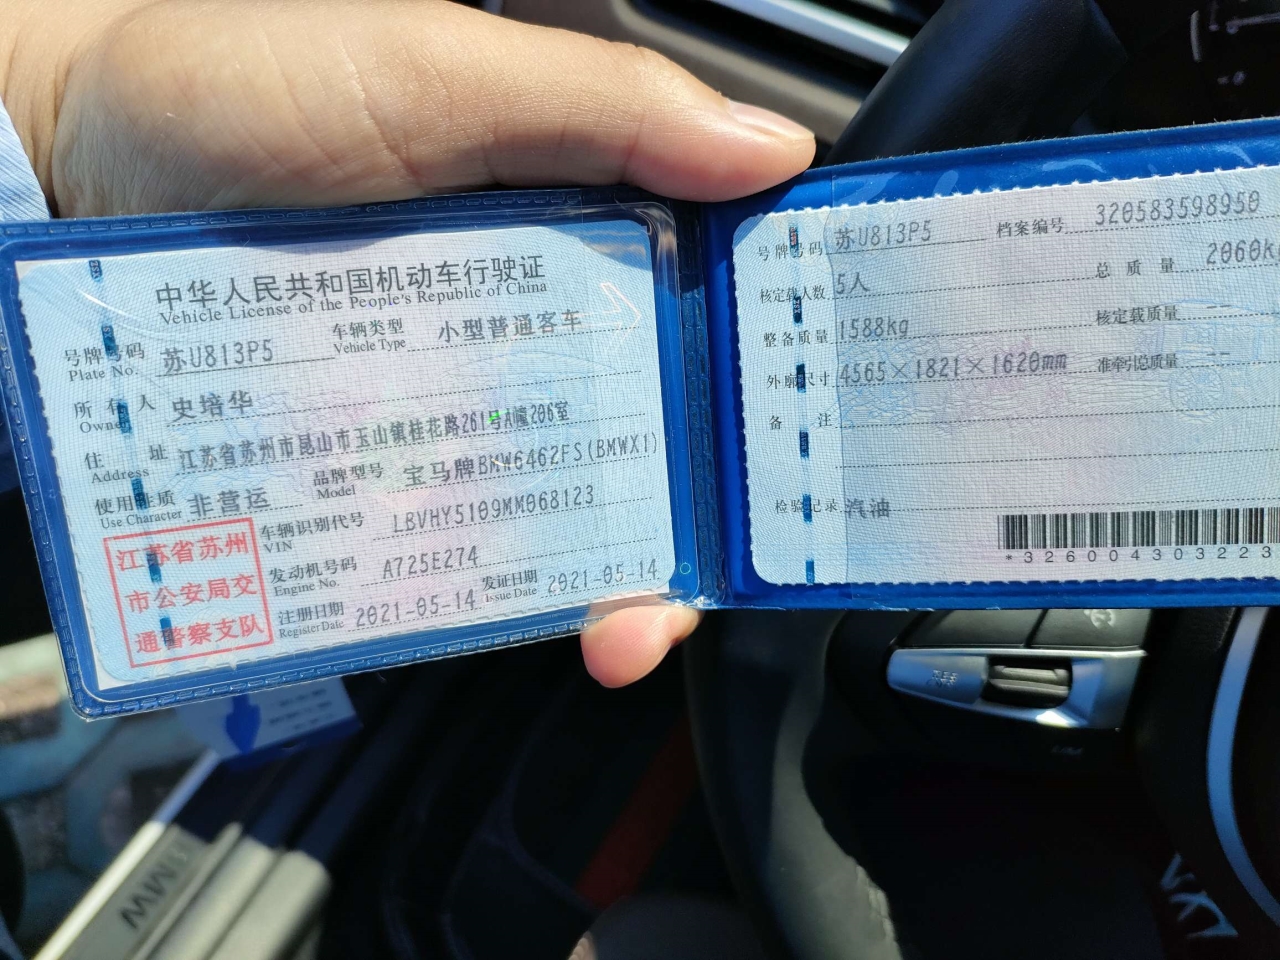 中华人民共和国机动车行驶证
Vehicle License of the People's Republic of China
号牌号码 Plate No. 苏U813P5 车辆类型 Vehicle Type 小型普通客车
所有人 Owner 史培华
住址 Address 江苏省苏州市昆山市玉山镇桂花路261号A幢206室
使用性质 Use Character 非营运 品牌型号 Model 宝马牌BMW6462FS(BMWX1)
车辆识别代号 VIN LBVHY5109MM068123
发动机号码 Engine No. A725E274
注册日期 Register Date 2021-05-14 发证日期 Issue Date 2021-05-14
江苏省苏州
市公安局交
通警察支队
号牌号码 苏U813P5 档案编号 320583598950
核定载人数 5人 总质量 2060kg
整备质量 1588kg 核定载质量 --
外廓尺寸 4565×1821×1620mm 准牵引总质量 --
备注
检验记录 汽油
*326004303223
BMW